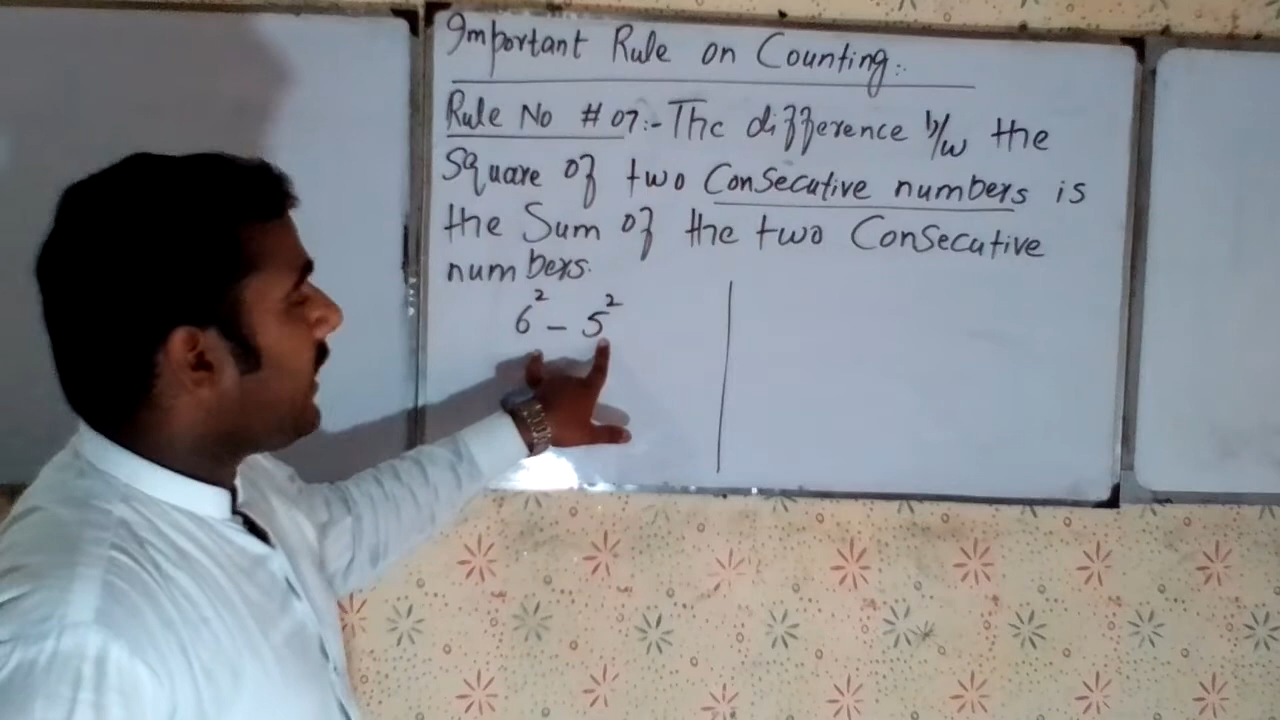 Important Rule on Counting:
Rule No # 07:- The difference b/w the
Square of two Consecutive numbers is
the Sum of the two Consecutive
numbers.
6² - 5²